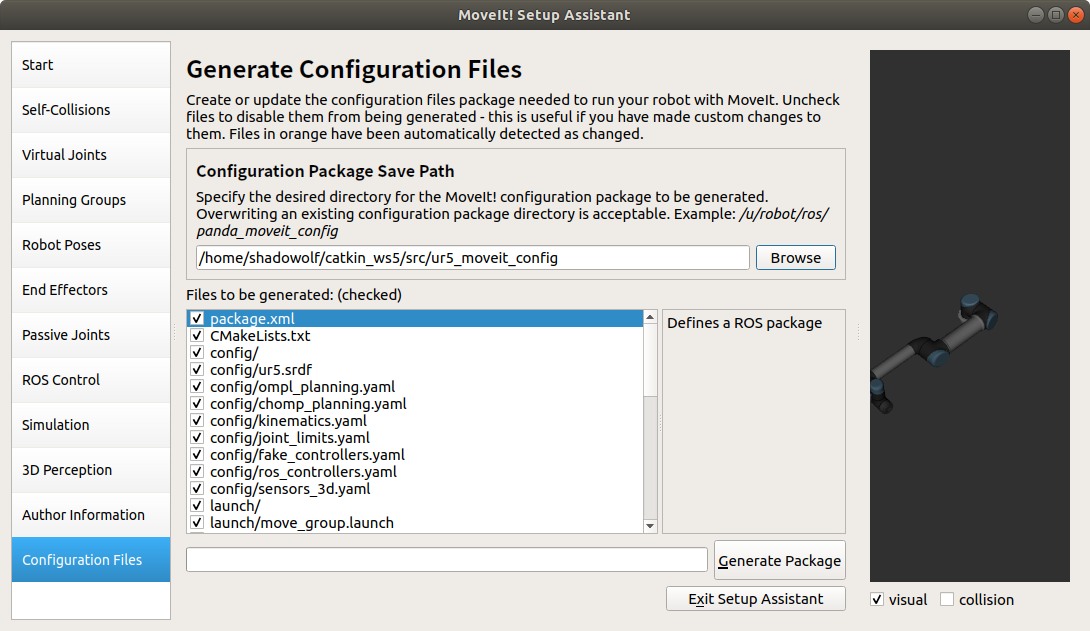 MoveIt! Setup Assistant
Start
Self-Collisions
Virtual Joints
Planning Groups
Robot Poses
End Effectors
Passive Joints
ROS Control
Simulation
3D Perception
Author Information
Configuration Files
Generate Configuration Files
Create or update the configuration files package needed to run your robot with MoveIt. Uncheck
files to disable them from being generated - this is useful if you have made custom changes to
them. Files in orange have been automatically detected as changed.
Configuration Package Save Path
Specify the desired directory for the MoveIt! configuration package to be generated.
Overwriting an existing configuration package directory is acceptable. Example: /u/robot/ros/
panda_moveit_config
/home/shadowolf/catkin_ws5/src/ur5_moveit_config
Browse
Files to be generated: (checked)
package.xml
CMakeLists.txt
config/
config/ur5.srdf
config/ompl_planning.yaml
config/chomp_planning.yaml
config/kinematics.yaml
config/joint_limits.yaml
config/fake_controllers.yaml
config/ros_controllers.yaml
config/sensors_3d.yaml
launch/
launch/move_group.launch
Defines a ROS package
Generate Package
Exit Setup Assistant
visual
collision